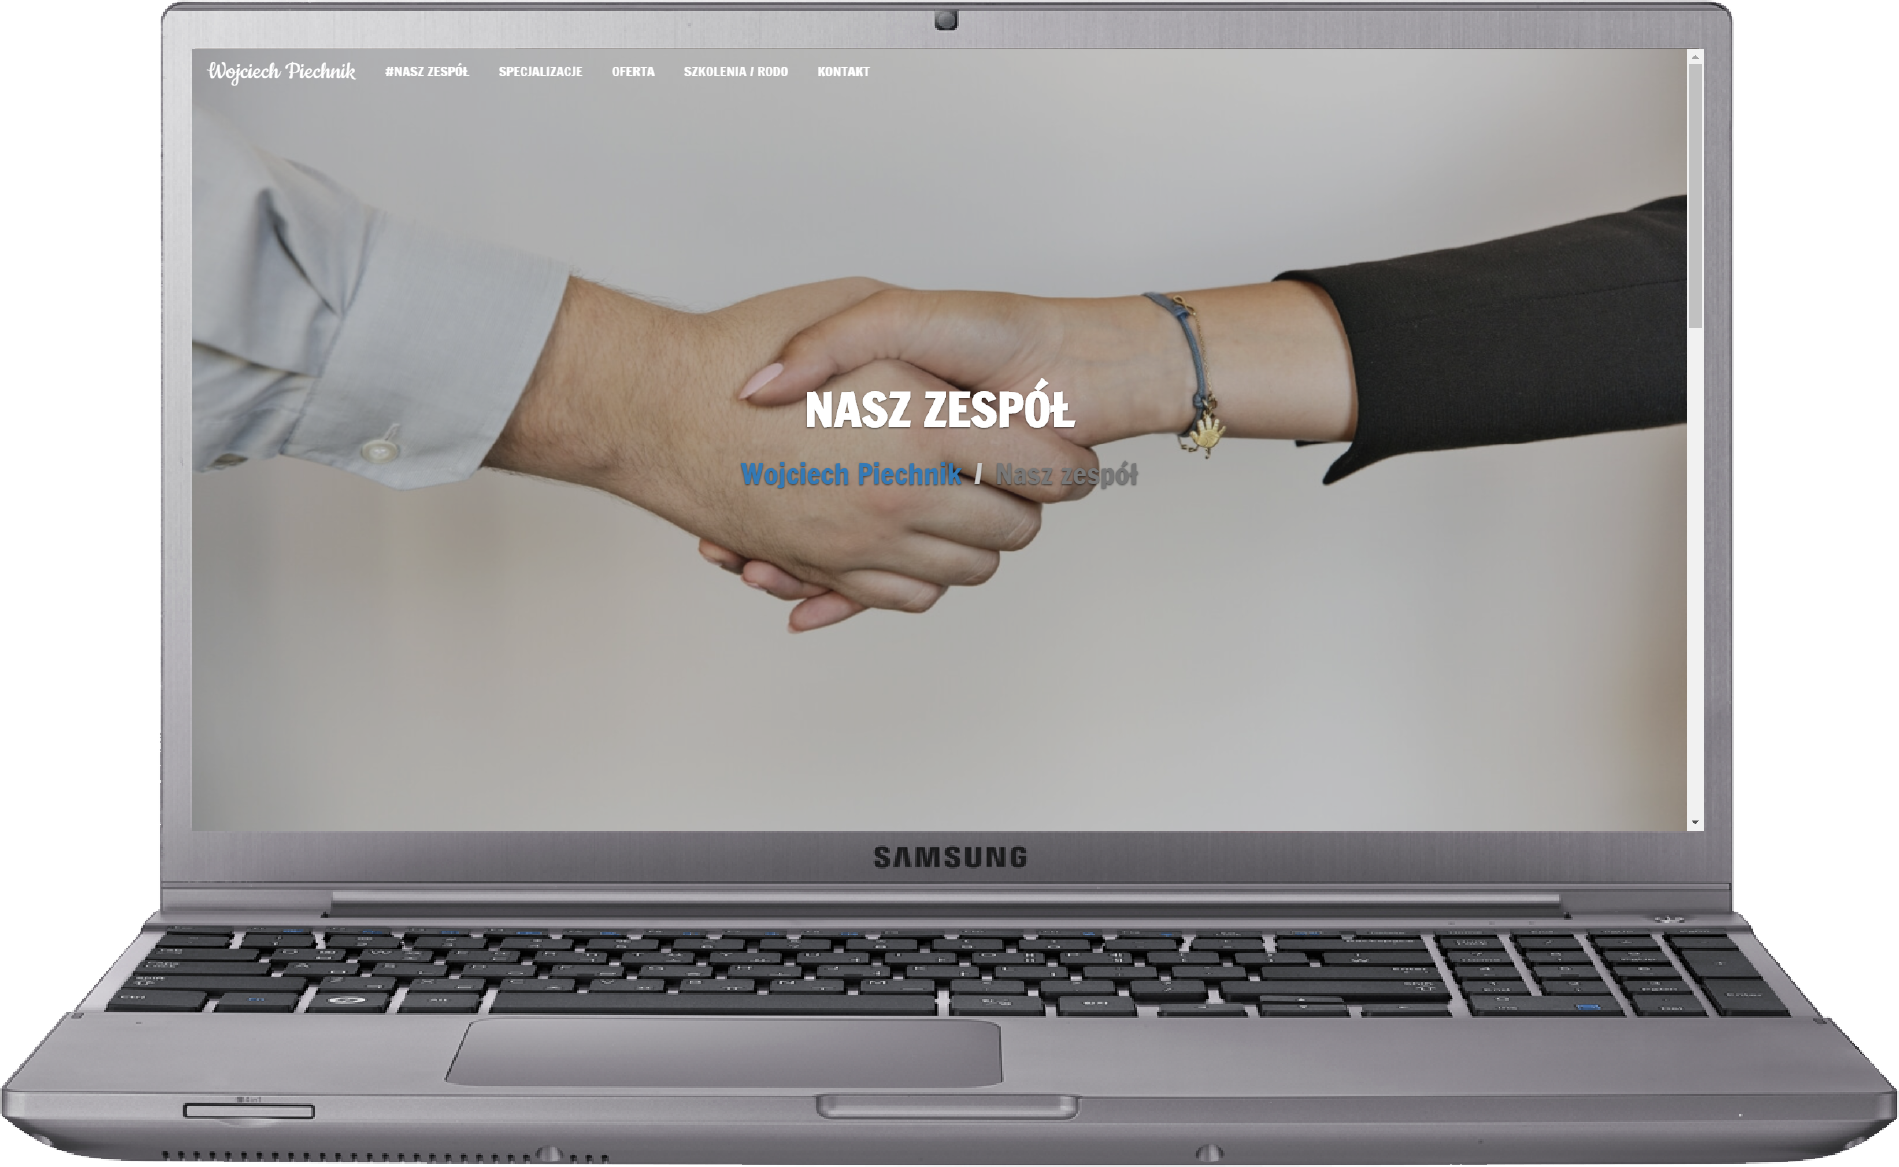 Wojciech Piechnik #NASZ ZESPÓŁ SPECJALIZACJE OFERTA SZKOLENIA / RODO KONTAKT
NASZ ZESPÓŁ
Wojciech Piechnik / Nasz zespół
SAMSUNG